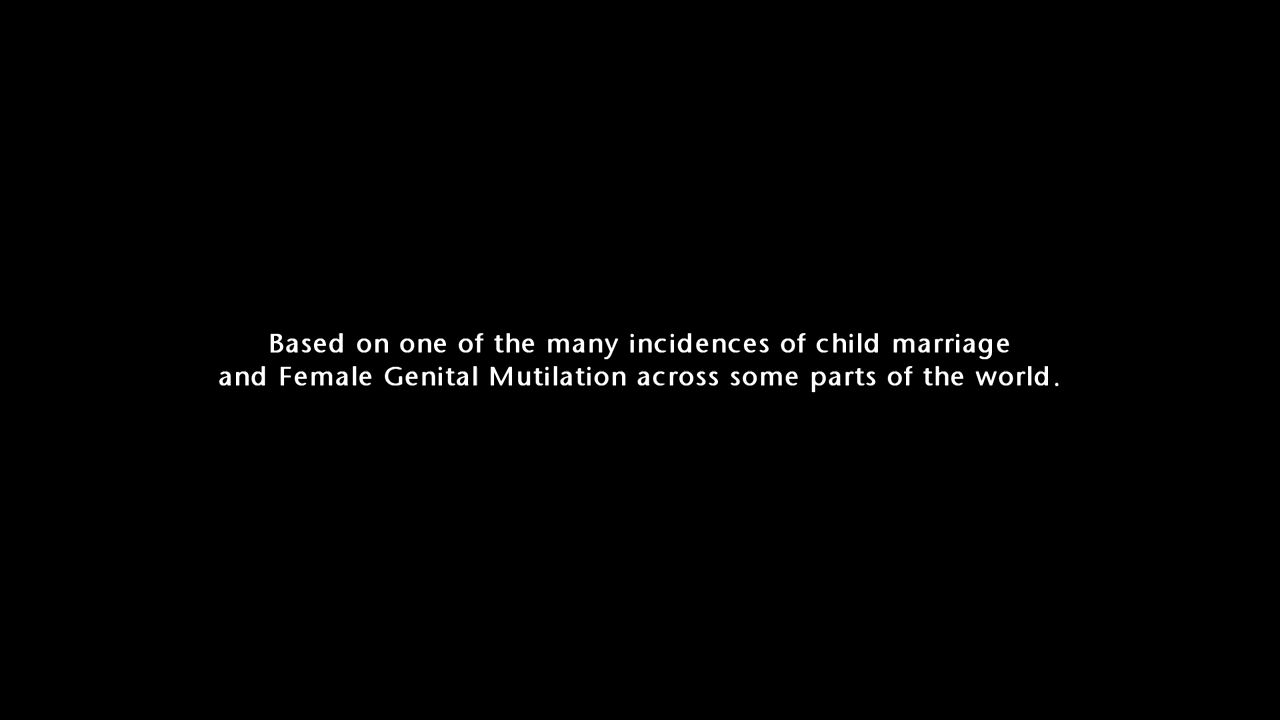 Based on one of the many incidences of child marriage
and Female Genital Mutilation across some parts of the world.